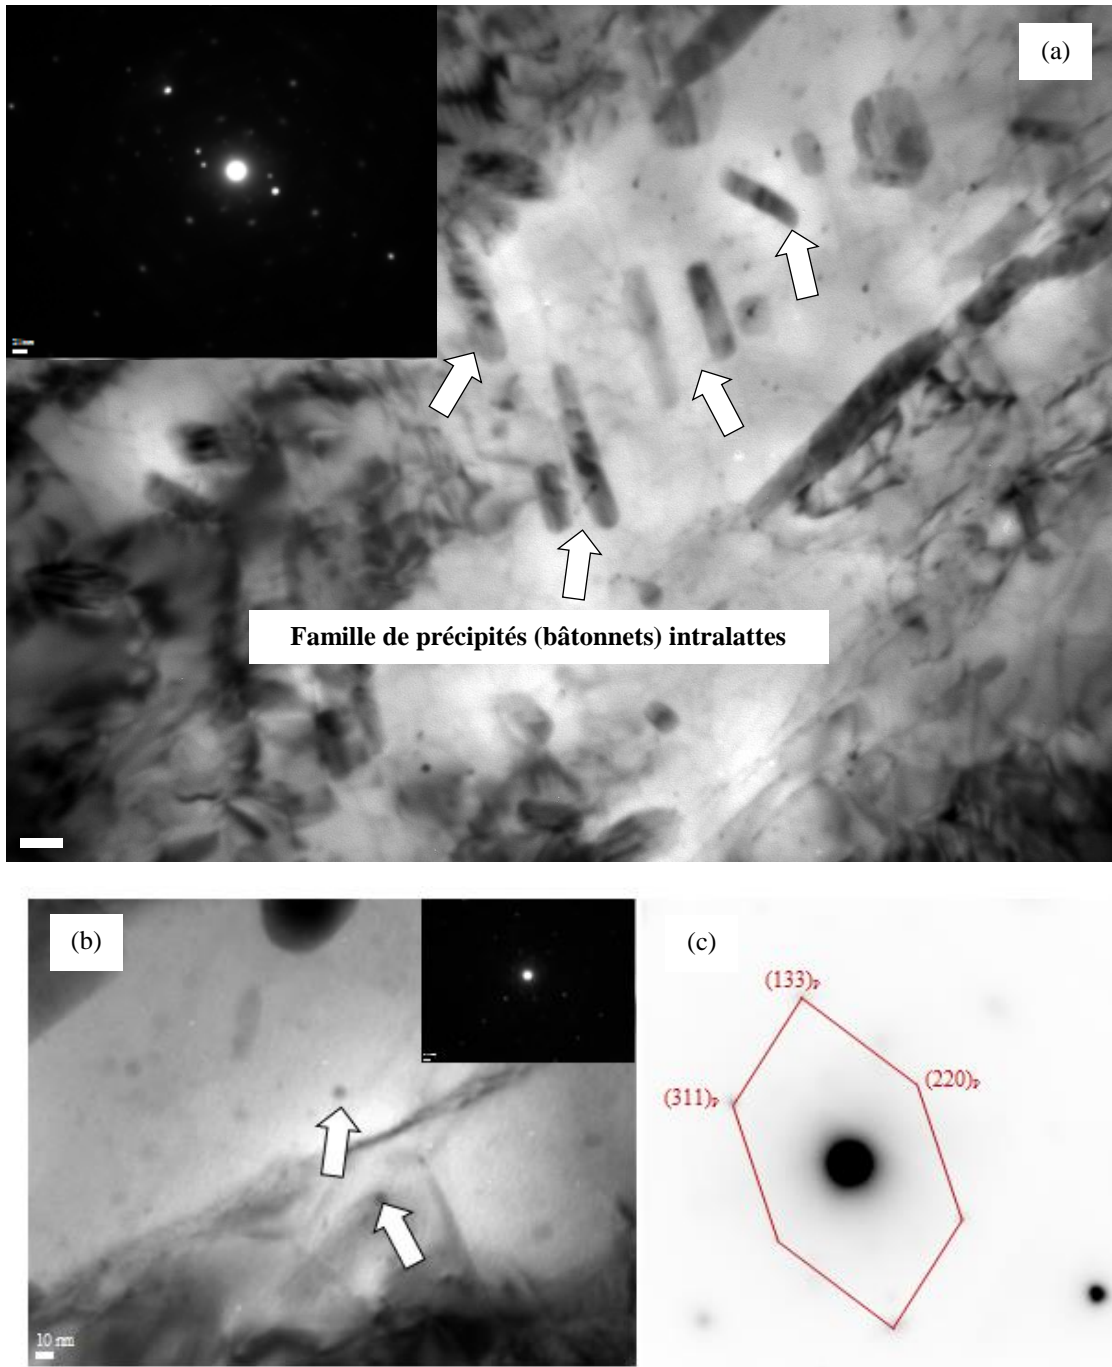 (a)
Famille de précipités (bâtonnets) intralattes
(b)
10 nm
(c)
(133)ₚ
(311)ₚ
(220)ₚ